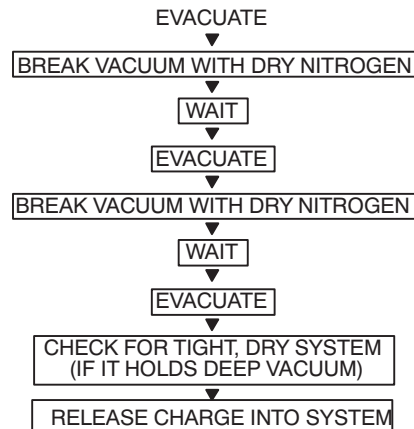 EVACUATE
BREAK VACUUM WITH DRY NITROGEN
WAIT
EVACUATE
BREAK VACUUM WITH DRY NITROGEN
WAIT
EVACUATE
CHECK FOR TIGHT, DRY SYSTEM
(IF IT HOLDS DEEP VACUUM)
RELEASE CHARGE INTO SYSTEM